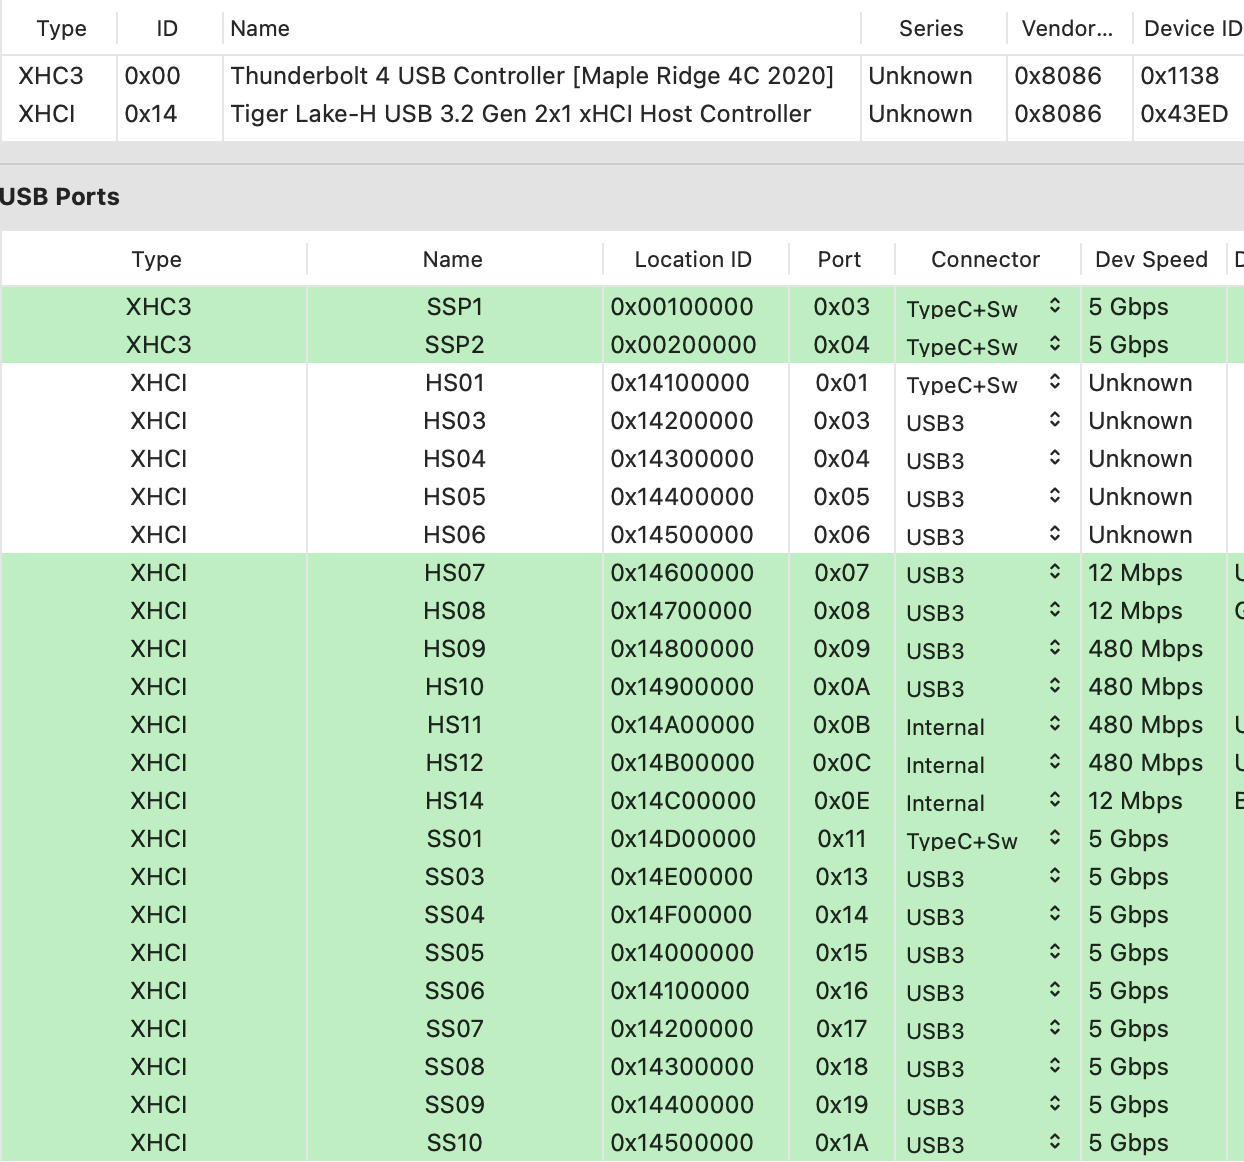 Type ID Name Series Vendor... Device ID
XHC3 0x00 Thunderbolt 4 USB Controller [Maple Ridge 4C 2020] Unknown 0x8086 0x1138
XHCI 0x14 Tiger Lake-H USB 3.2 Gen 2x1 xHCI Host Controller Unknown 0x8086 0x43ED
USB Ports
Type Name Location ID Port Connector Dev Speed
XHC3 SSP1 0x00100000 0x03 TypeC+Sw 5 Gbps
XHC3 SSP2 0x00200000 0x04 TypeC+Sw 5 Gbps
XHCI HS01 0x14100000 0x01 TypeC+Sw Unknown
XHCI HS03 0x14200000 0x03 USB3 Unknown
XHCI HS04 0x14300000 0x04 USB3 Unknown
XHCI HS05 0x14400000 0x05 USB3 Unknown
XHCI HS06 0x14500000 0x06 USB3 Unknown
XHCI HS07 0x14600000 0x07 USB3 12 Mbps
XHCI HS08 0x14700000 0x08 USB3 12 Mbps
XHCI HS09 0x14800000 0x09 USB3 480 Mbps
XHCI HS10 0x14900000 0x0A USB3 480 Mbps
XHCI HS11 0x14A00000 0x0B Internal 480 Mbps
XHCI HS12 0x14B00000 0x0C Internal 480 Mbps
XHCI HS14 0x14C00000 0x0E Internal 12 Mbps
XHCI SS01 0x14D00000 0x11 TypeC+Sw 5 Gbps
XHCI SS03 0x14E00000 0x13 USB3 5 Gbps
XHCI SS04 0x14F00000 0x14 USB3 5 Gbps
XHCI SS05 0x14000000 0x15 USB3 5 Gbps
XHCI SS06 0x14100000 0x16 USB3 5 Gbps
XHCI SS07 0x14200000 0x17 USB3 5 Gbps
XHCI SS08 0x14300000 0x18 USB3 5 Gbps
XHCI SS09 0x14400000 0x19 USB3 5 Gbps
XHCI SS10 0x14500000 0x1A USB3 5 Gbps